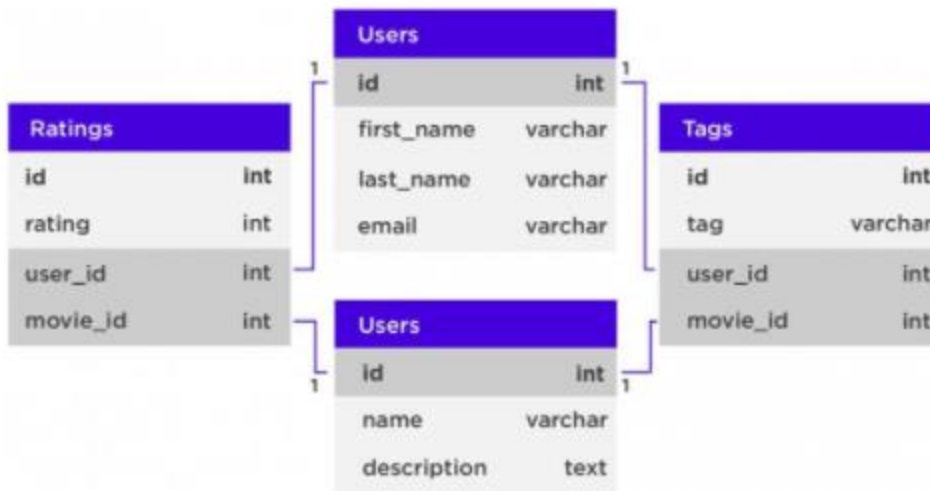 Users
1 1
id int
first_name varchar
last_name varchar
email varchar
Ratings
id int
rating int
user_id int
movie_id int
Tags
id int
tag varchar
user_id int
movie_id int
Users
id int
1 1
name varchar
description text